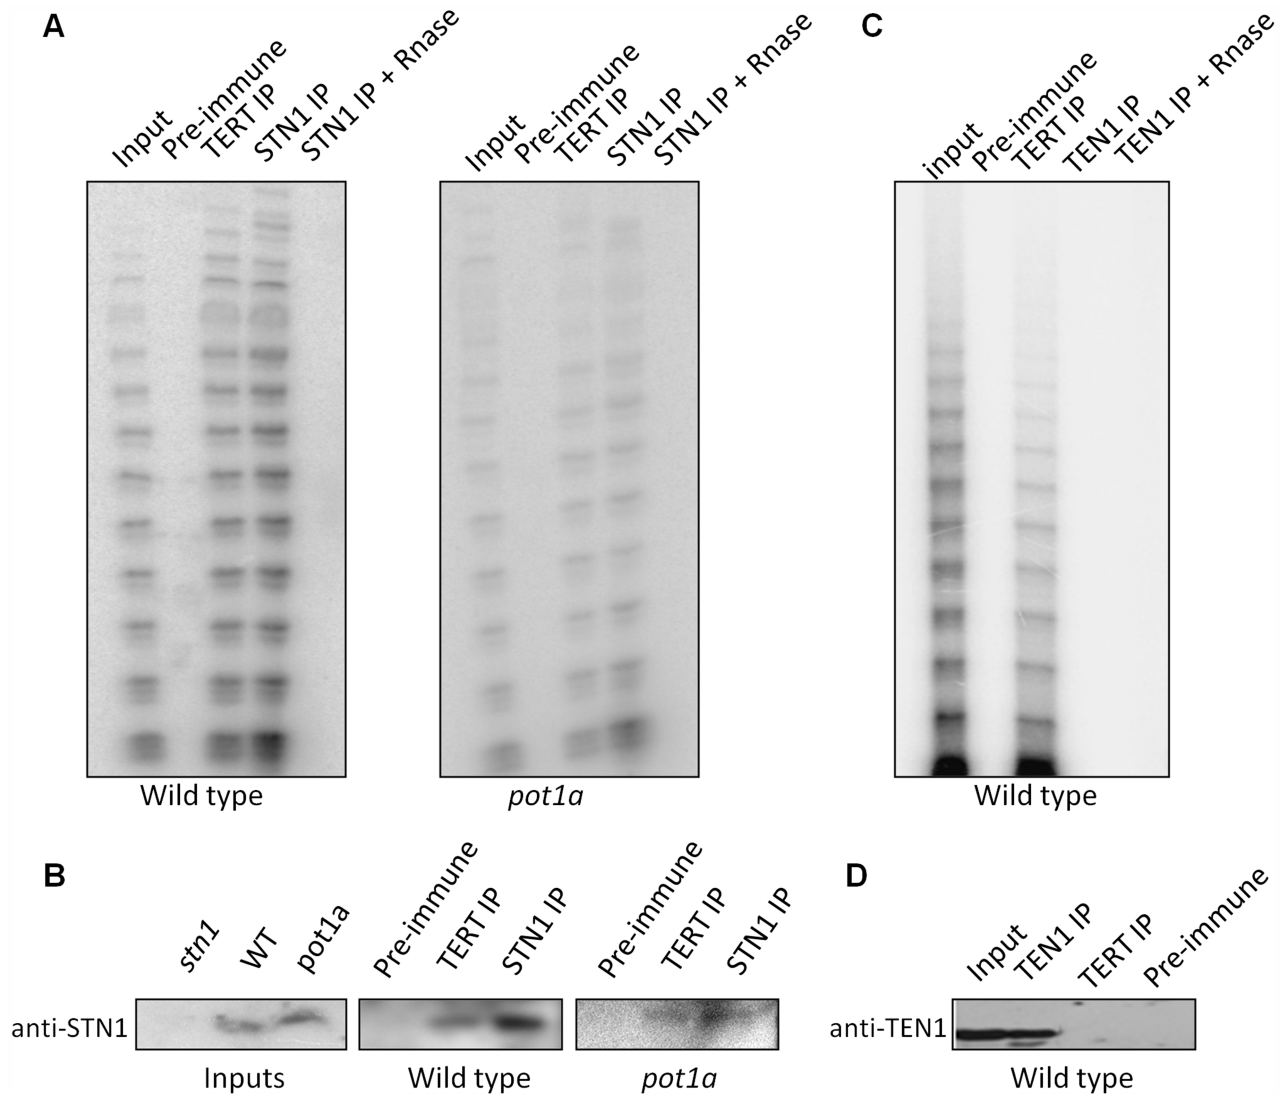 A
Input
Pre-immune
TERT IP
STN1 IP
STN1 IP + Rnase
Wild type
Input
Pre-immune
TERT IP
STN1 IP
STN1 IP + Rnase
pot1a
C
input
Pre-immune
TERT IP
TEN1 IP
TEN1 IP + Rnase
Wild type
B
stn1
WT
pot1a
anti-STN1
Inputs
Pre-immune
TERT IP
STN1 IP
Wild type
Pre-immune
TERT IP
STN1 IP
pot1a
D
Input
TEN1 IP
TERT IP
Pre-immune
anti-TEN1
Wild type